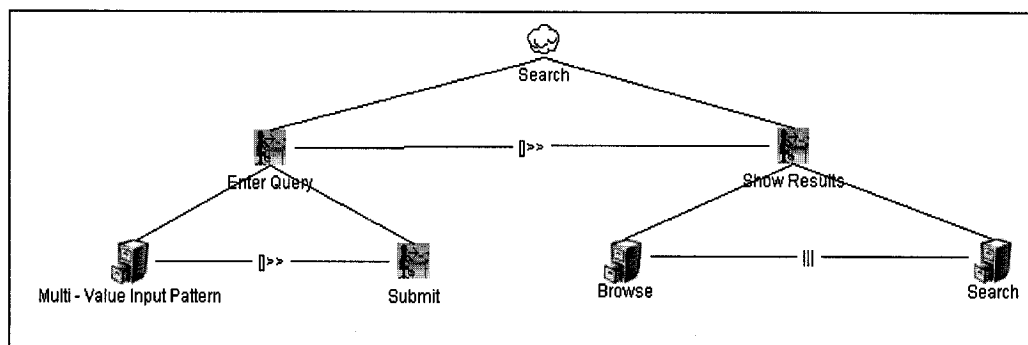 Search
[]>>
Enter Query
Show Results
[]>>
|||
Multi - Value Input Pattern
Submit
Browse
Search